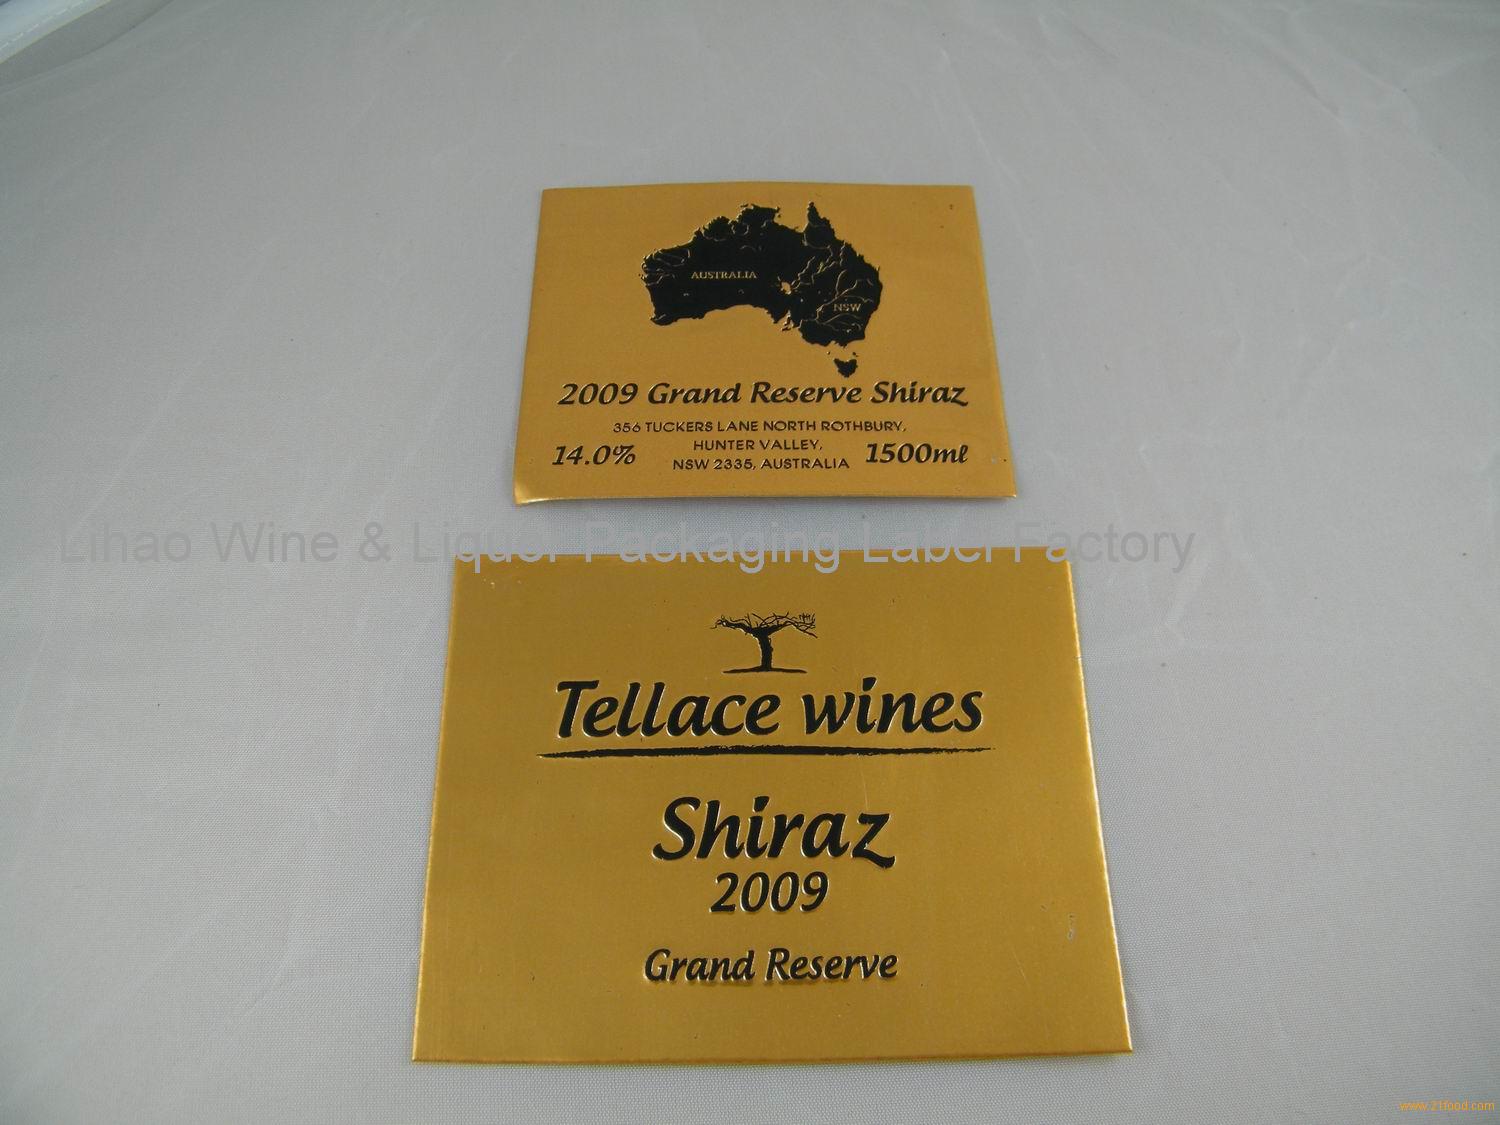 AUSTRALIA
NSW
2009 Grand Reserve Shiraz
356 TUCKERS LANE NORTH ROTHBURY,
HUNTER VALLEY,
14.0%
NSW 2335, AUSTRALIA
1500ml
Lihao Wine & Liquor Packaging Label Factory
Tellace wines
Shiraz
2009
Grand Reserve
www.21food.com